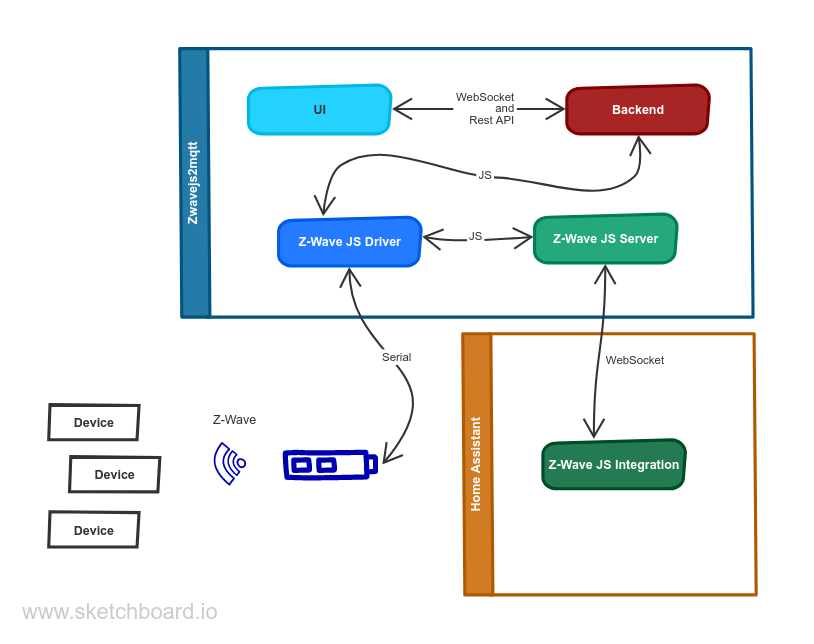 Zwavejs2mqtt
UI
WebSocket
and
Rest API
Backend
JS
Z-Wave JS Driver
JS
Z-Wave JS Server
Serial
WebSocket
Home Assistant
Z-Wave JS Integration
Z-Wave
Device
Device
Device
www.sketchboard.io